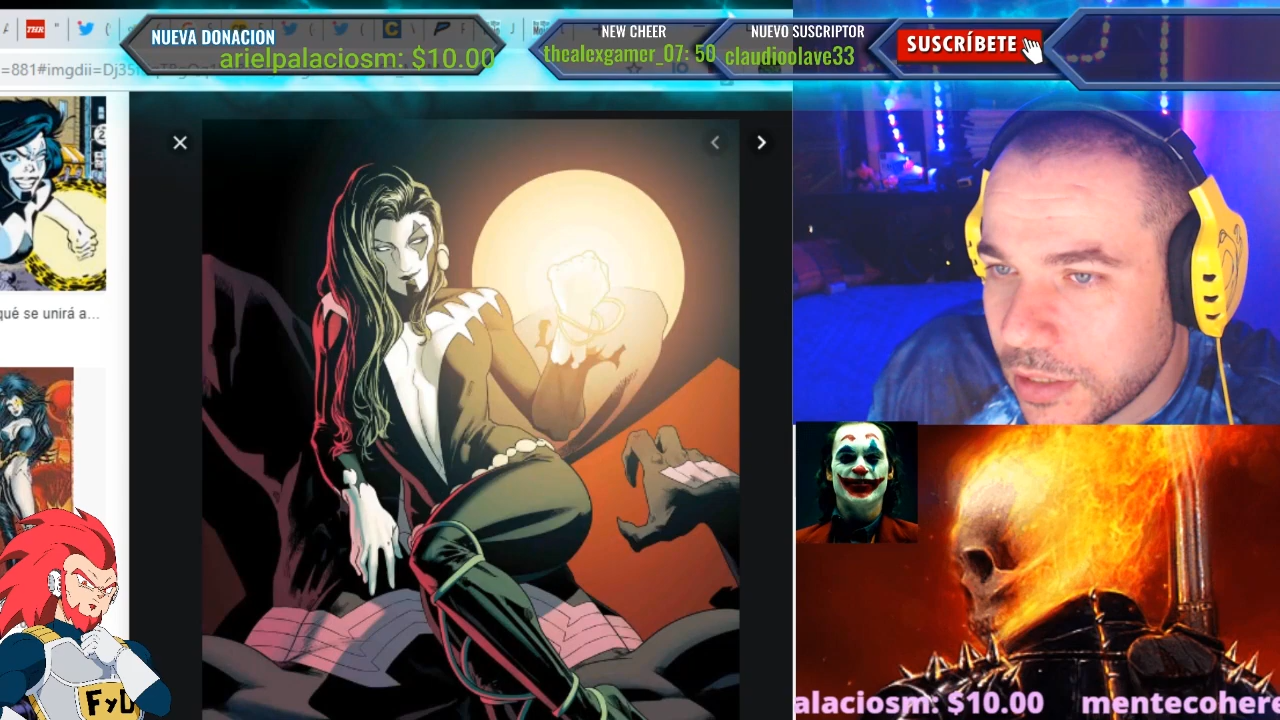 THR
NUEVA DONACION
arielpalaciosm: $10.00
NEW CHEER
thealexgamer_07: 50
NUEVO SUSCRIPTOR
claudioolave33
SUSCRÍBETE
qué se unirá a...
FyD
alaciosm: $10.00 mentecohere